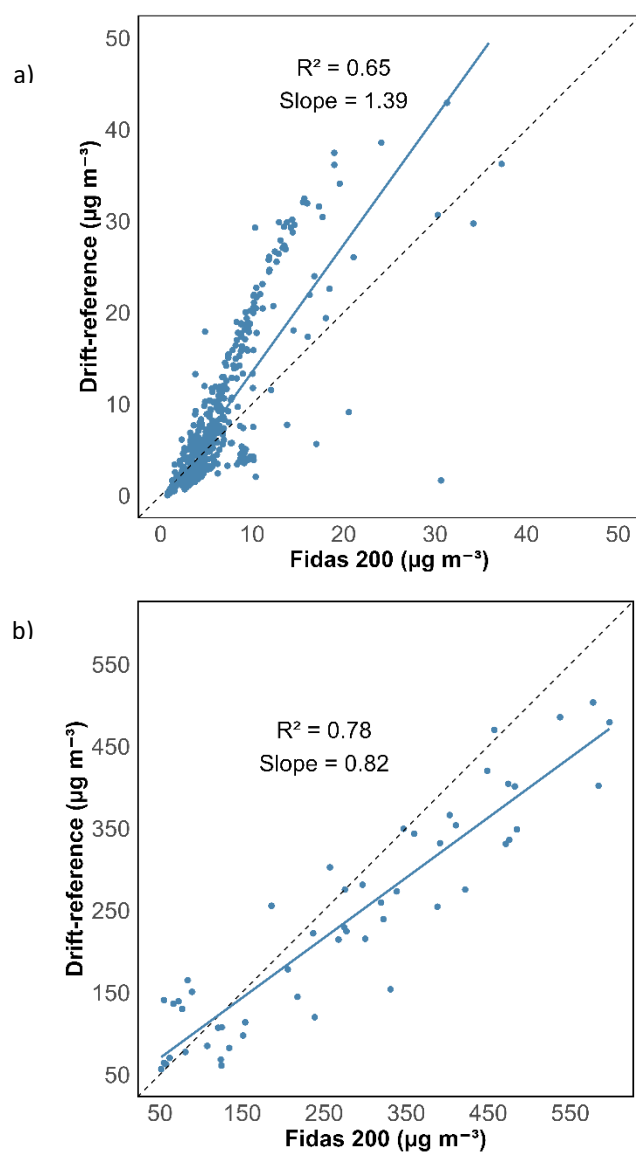 a)
R² = 0.65
Slope = 1.39
Drift-reference (µg m⁻³)
50
40
30
20
10
0
0 10 20 30 40 50
Fidas 200 (µg m⁻³)
b)
R² = 0.78
Slope = 0.82
Drift-reference (µg m⁻³)
550
450
350
250
150
50
50 150 250 350 450 550
Fidas 200 (µg m⁻³)